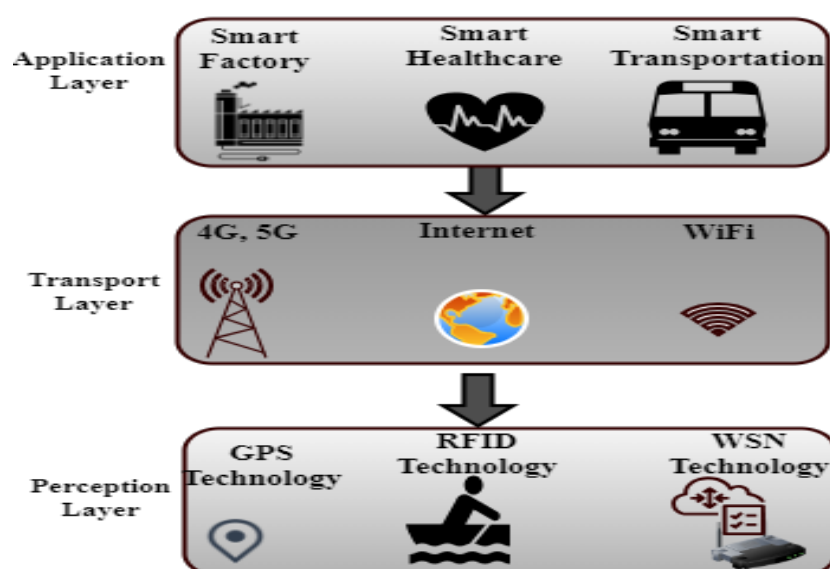 Application
Layer
Smart
Factory
Smart
Healthcare
Smart
Transportation
Transport
Layer
4G, 5G
Internet
WiFi
Perception
Layer
GPS
Technology
RFID
Technology
WSN
Technology